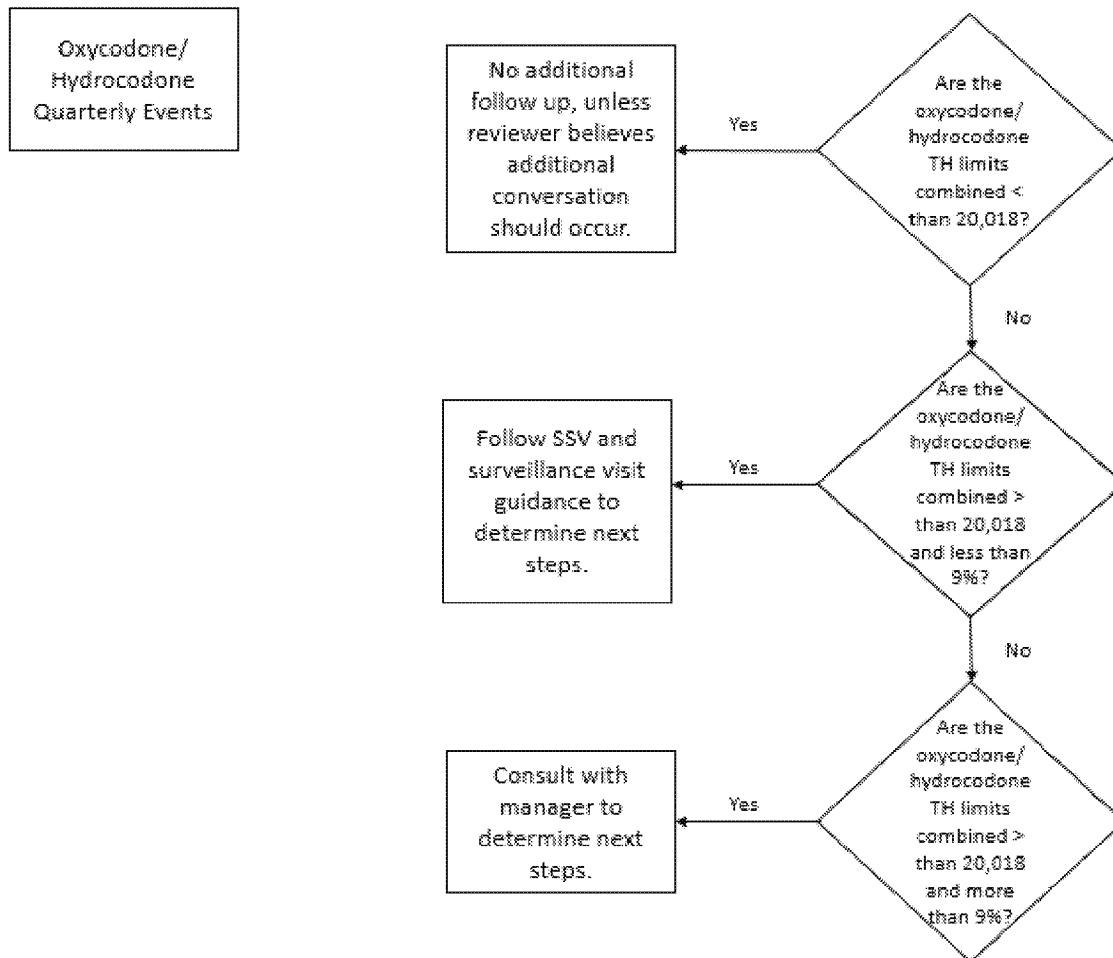 Oxycodone/
Hydrocodone
Quarterly Events
No additional
follow up, unless
reviewer believes
additional
conversation
should occur.
Yes
Are the
oxycodone/
hydrocodone
TH limits
combined <
than 20,018?
No
Follow SSV and
surveillance visit
guidance to
determine next
steps.
Yes
Are the
oxycodone/
hydrocodone
TH limits
combined >
than 20,018
and less than
9%?
No
Consult with
manager to
determine next
steps.
Yes
Are the
oxycodone/
hydrocodone
TH limits
combined >
than 20,018
and more
than 9%?